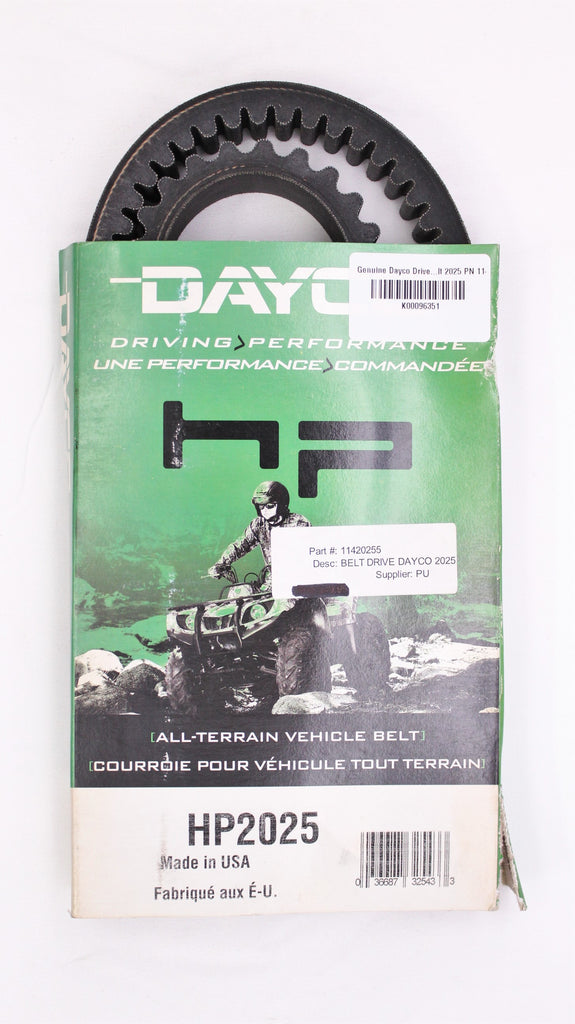 DAYC
Genuine Dayco Drive...lt 2025 PN 11
K00096351
DRIVING>PERFORMANCE
UNE PERFORMANCE>COMMANDÉE
hp
Part #: 11420255
Desc: BELT DRIVE DAYCO 2025
Supplier: PU
[ALL-TERRAIN VEHICLE BELT]
[COURROIE POUR VÉHICULE TOUT TERRAIN]
HP2025
Made in USA
Fabriqué aux É-U.
0 36687 32543 3
DAYC